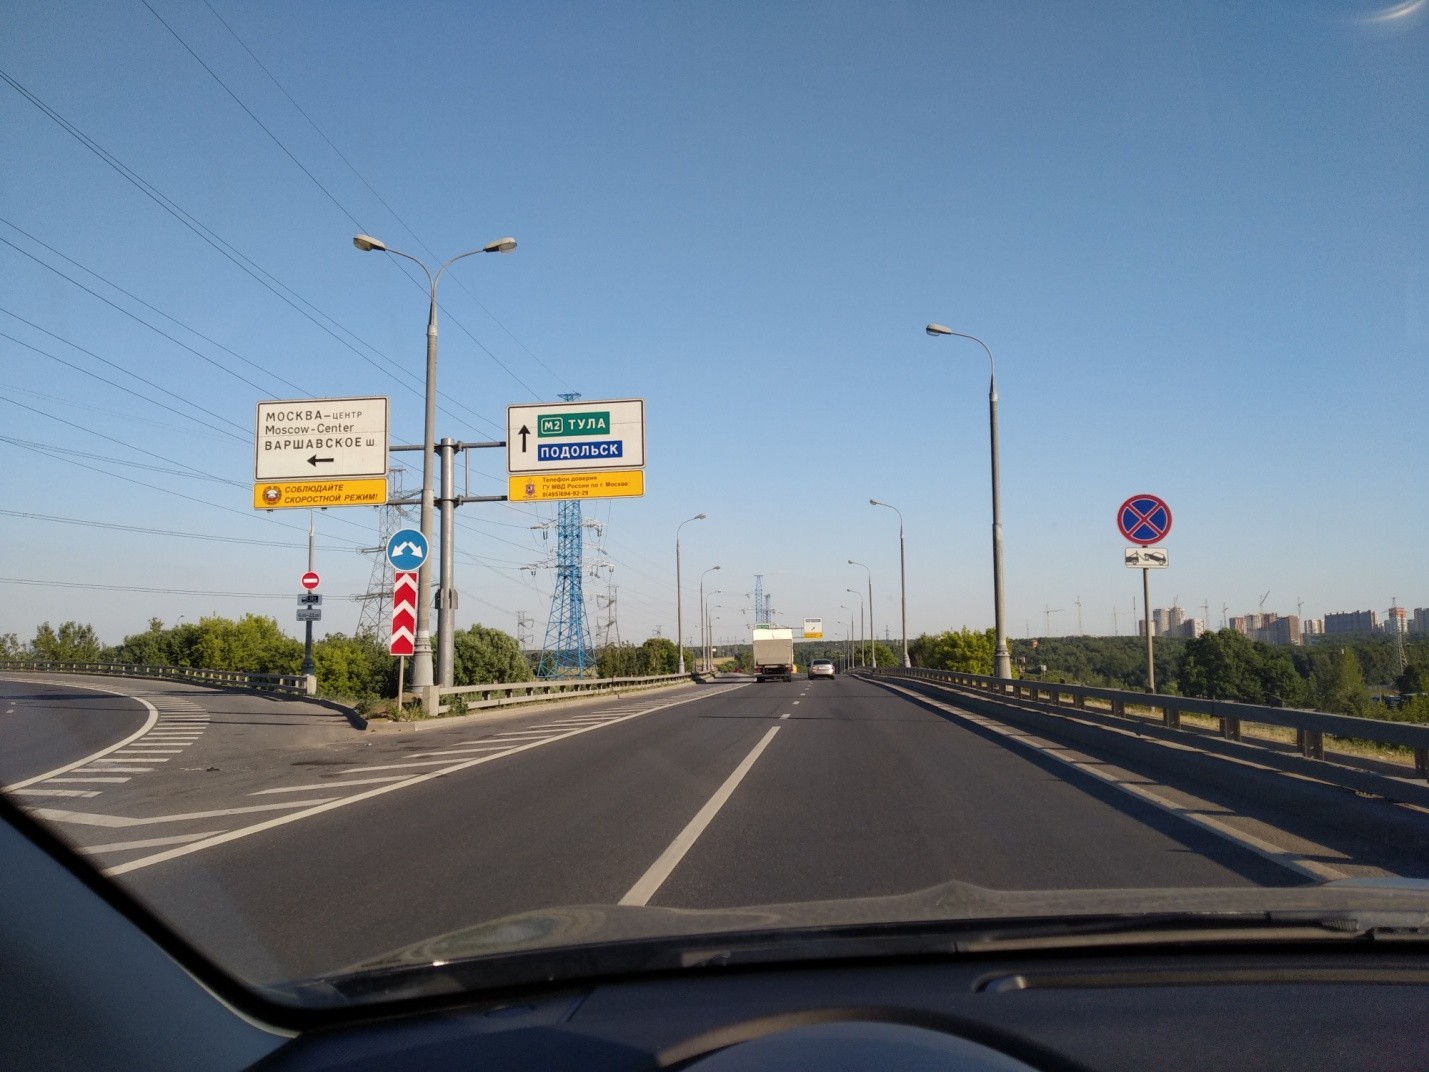 МОСКВА-ЦЕНТР
Moscow-Center
ВАРШАВСКОЕ Ш.
СОБЛЮДАЙТЕ
СКОРОСТНОЙ РЕЖИМ!
М2 ТУЛА
ПОДОЛЬСК
Телефон доверия
ГУ МВД России по г. Москве:
8(495)694-92-29